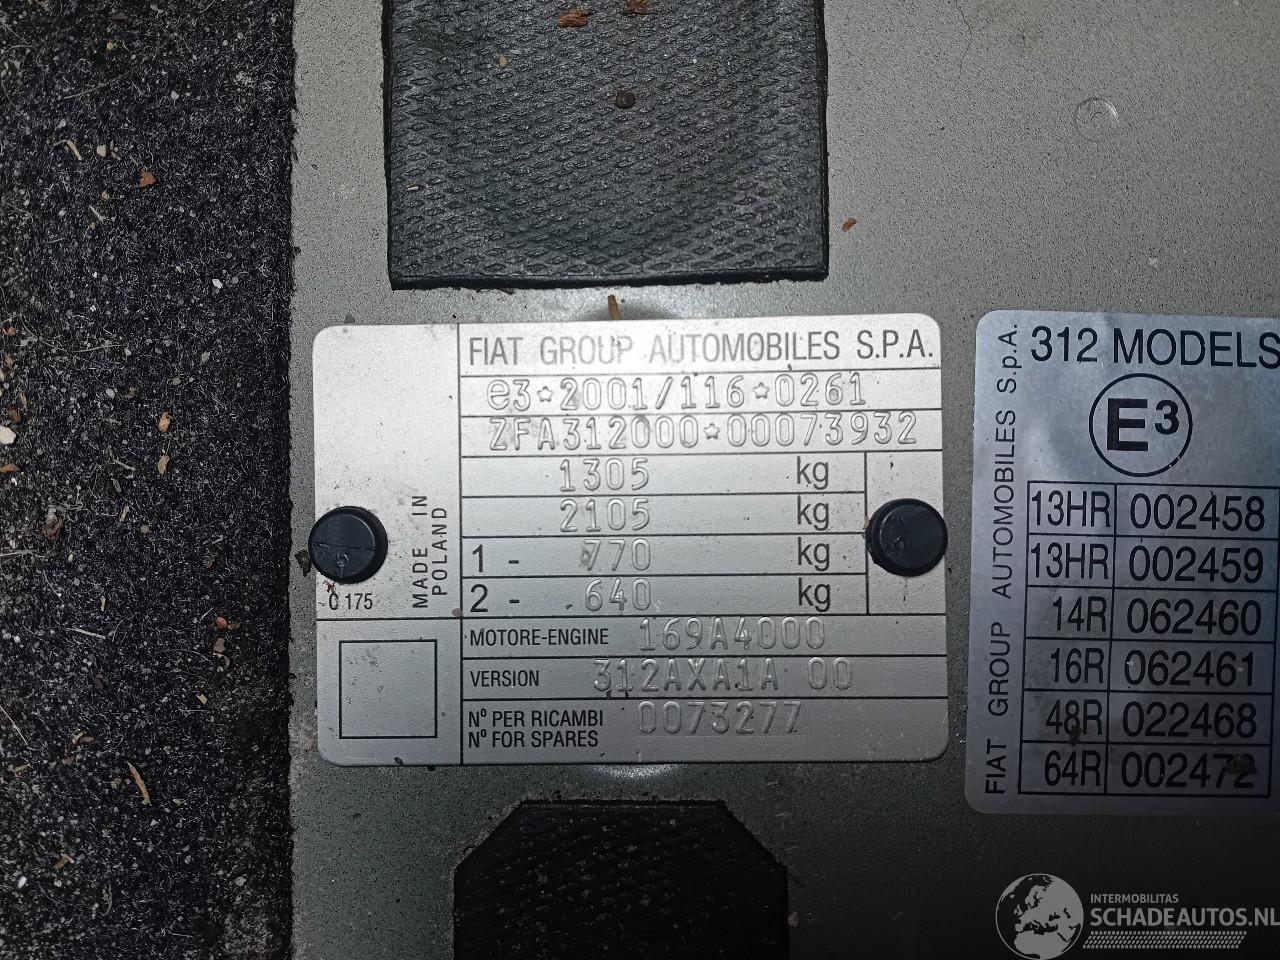 FIAT GROUP AUTOMOBILES S.P.A.
e3*2001/116*0261
ZFA312000*00073932
1305 kg
2105 kg
1 - 770 kg
2 - 640 kg
MADE IN
POLAND
C 175
MOTORE-ENGINE 169A4000
VERSION 312AXA1A 00
Nº PER RICAMBI
Nº FOR SPARES
0073277
FIAT GROUP AUTOMOBILES S.p.A.
312 MODELS
E3
13HR 002458
13HR 002459
14R 062460
16R 062461
48R 022468
64R 002472
INTERMOBILITAS
SCHADEAUTOS.NL